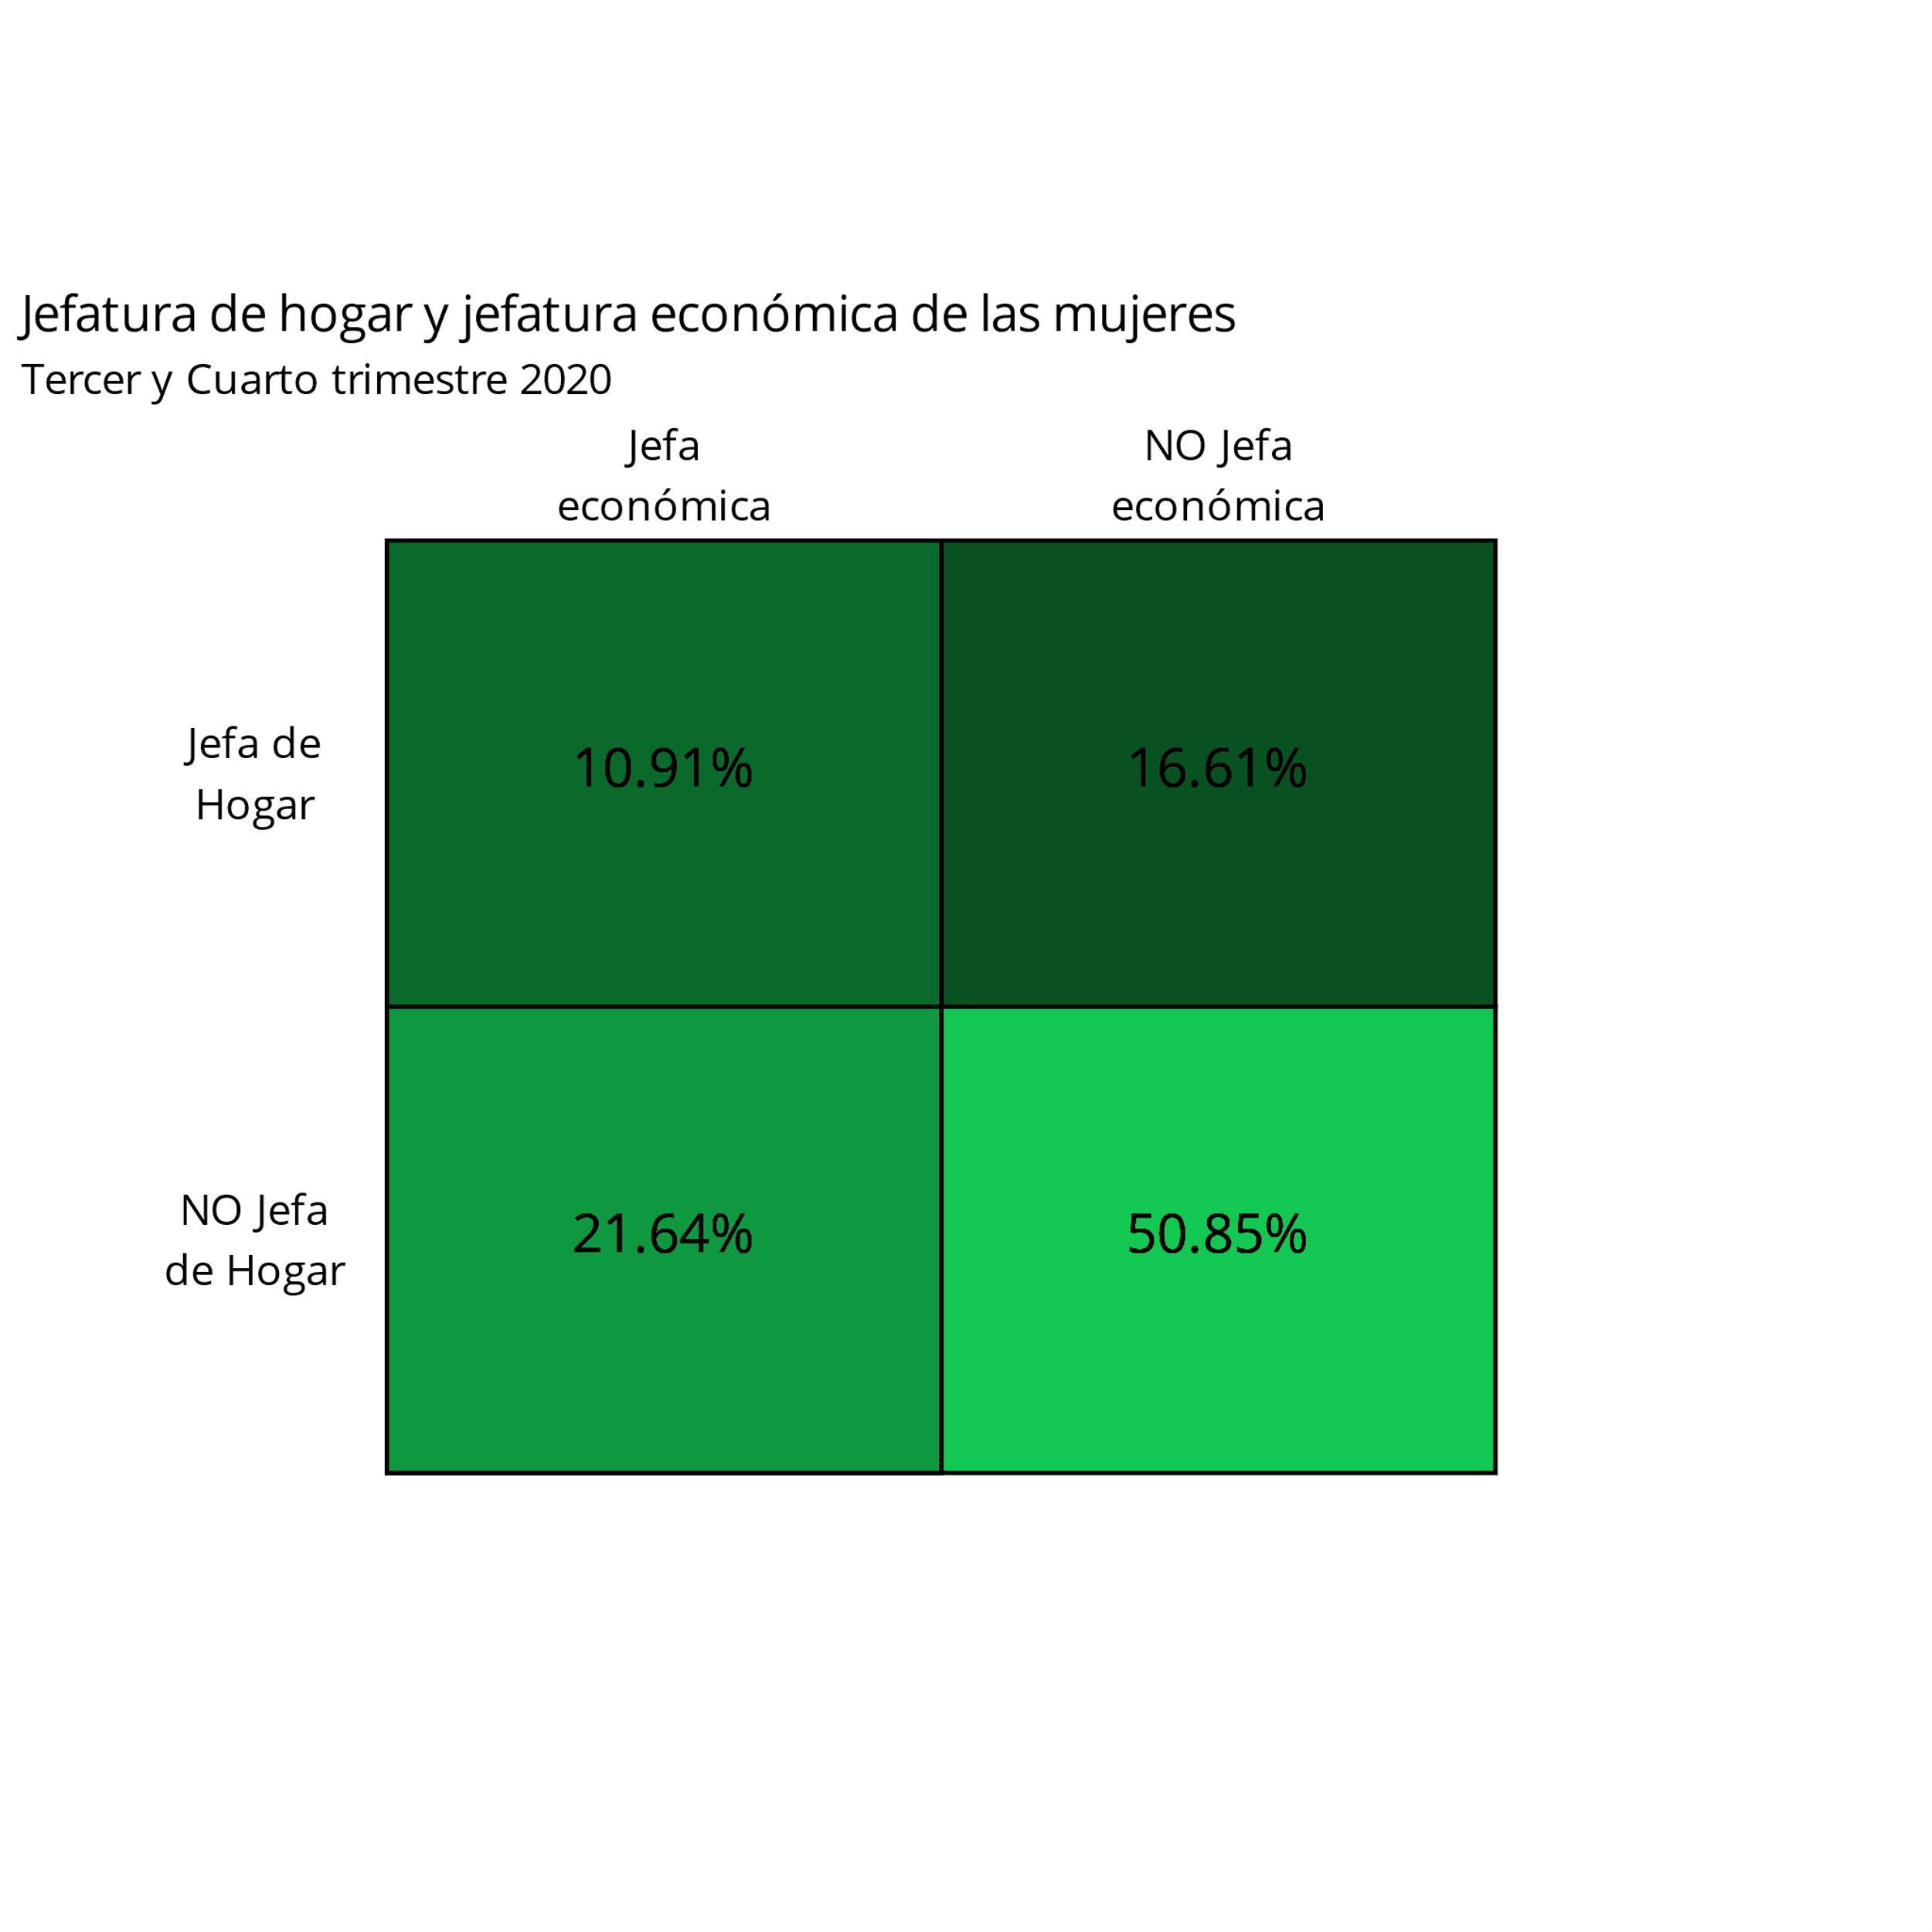 Jefatura de hogar y jefatura económica de las mujeres
Tercer y Cuarto trimestre 2020
Jefa
económica
NO Jefa
económica
Jefa de
Hogar
10.91%
16.61%
NO Jefa
de Hogar
21.64%
50.85%